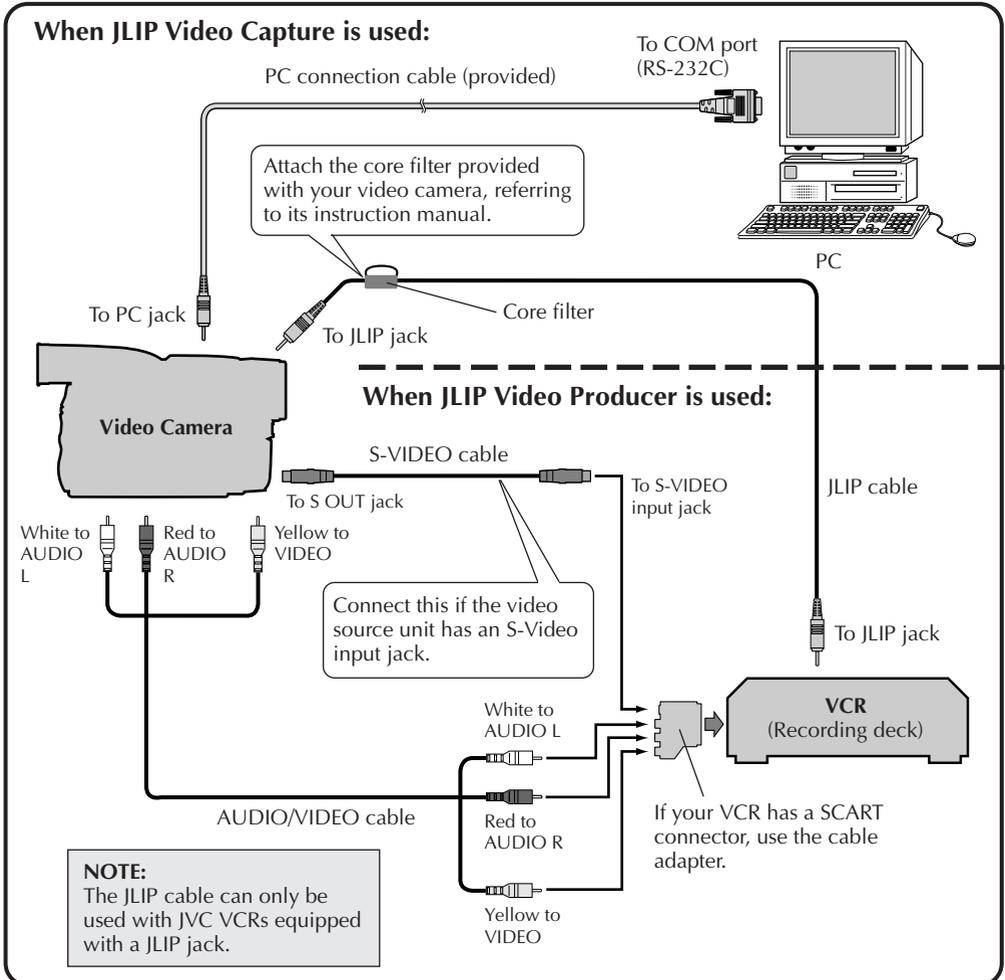 When JLIP Video Capture is used:
To COM port
(RS-232C)
PC connection cable (provided)
Attach the core filter provided
with your video camera, referring
to its instruction manual.
PC
Core filter
To PC jack
To JLIP jack
When JLIP Video Producer is used:
Video Camera
S-VIDEO cable
To S OUT jack
To S-VIDEO
input jack
JLIP cable
White to
AUDIO
L
Red to
AUDIO
R
Yellow to
VIDEO
Connect this if the video
source unit has an S-Video
input jack.
To JLIP jack
VCR
(Recording deck)
White to
AUDIO L
AUDIO/VIDEO cable
Red to
AUDIO R
If your VCR has a SCART
connector, use the cable
adapter.
NOTE:
The JLIP cable can only be
used with JVC VCRs equipped
with a JLIP jack.
Yellow to
VIDEO